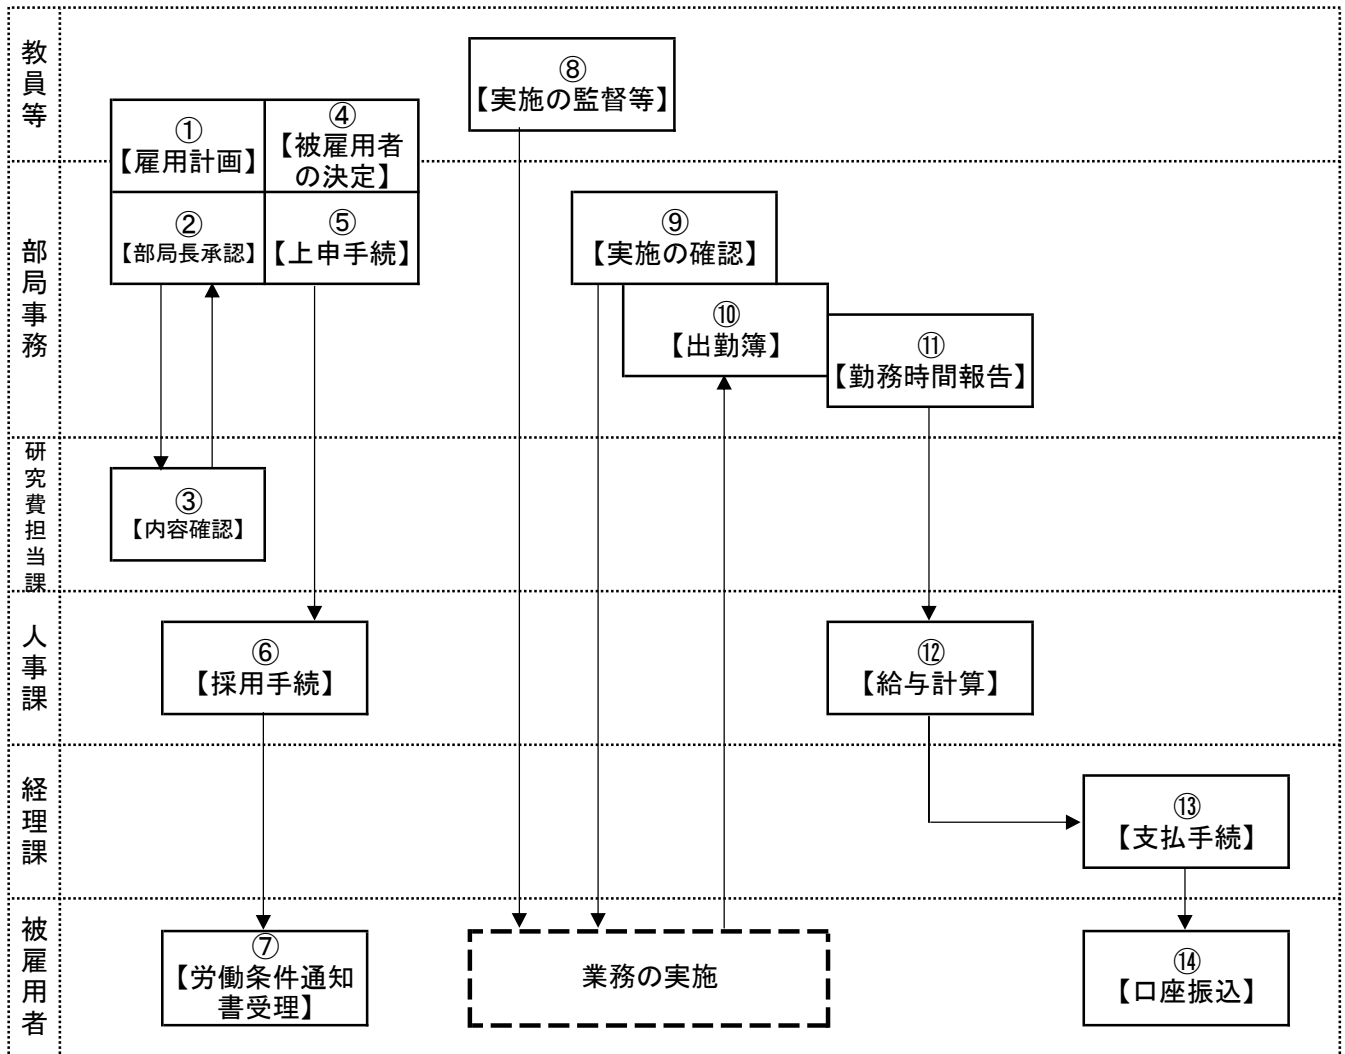 教員等
⑧
【実施の監督等】
①
【雇用計画】
④
【被雇用者
の決定】
部局事務
②
【部局長承認】
⑤
【上申手続】
⑨
【実施の確認】
⑩
【出勤簿】
⑪
【勤務時間報告】
研究費担当課
③
【内容確認】
人事課
⑥
【採用手続】
⑫
【給与計算】
経理課
⑬
【支払手続】
被雇用者
⑦
【労働条件通知
書受理】
業務の実施
⑭
【口座振込】